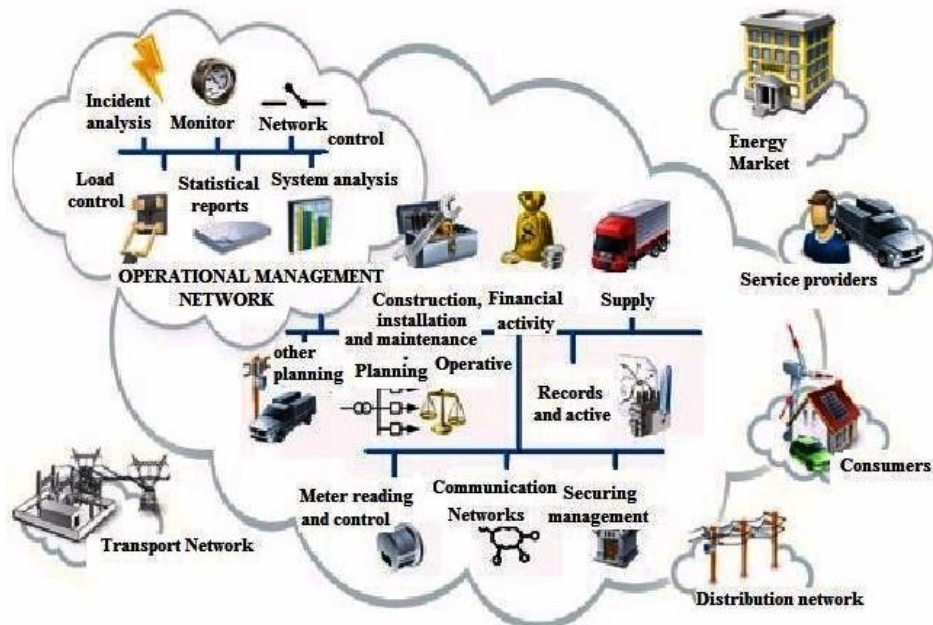 Incident
analysis
Monitor
Network
control
Load
control
Statistical
reports
System analysis
OPERATIONAL MANAGEMENT
NETWORK
Construction,
installation
and maintenance
Financial
activity
Supply
other
planning
Planning
Operative
Records
and active
Meter reading
and control
Communication
Networks
Securing
management
Energy
Market
Service providers
Consumers
Distribution network
Transport Network